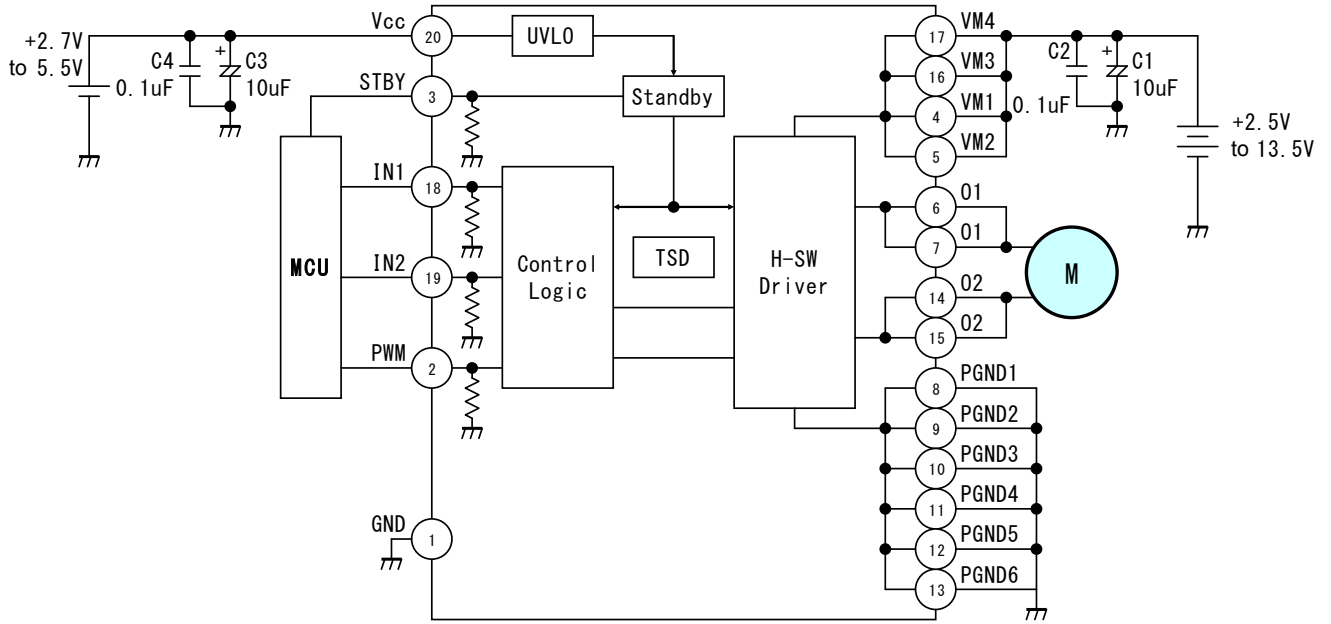 Vcc
20
UVLO
+2.7V
to 5.5V
C4
0.1uF
+
C3
10uF
STBY
3
Standby
MCU
IN1
18
IN2
19
PWM
2
GND
1
Control
Logic
TSD
H-SW
Driver
17
VM4
16
VM3
4
VM1
5
VM2
C2
0.1uF
+
C1
10uF
+2.5V
to 13.5V
6
O1
7
O1
14
O2
15
O2
M
8
PGND1
9
PGND2
10
PGND3
11
PGND4
12
PGND5
13
PGND6